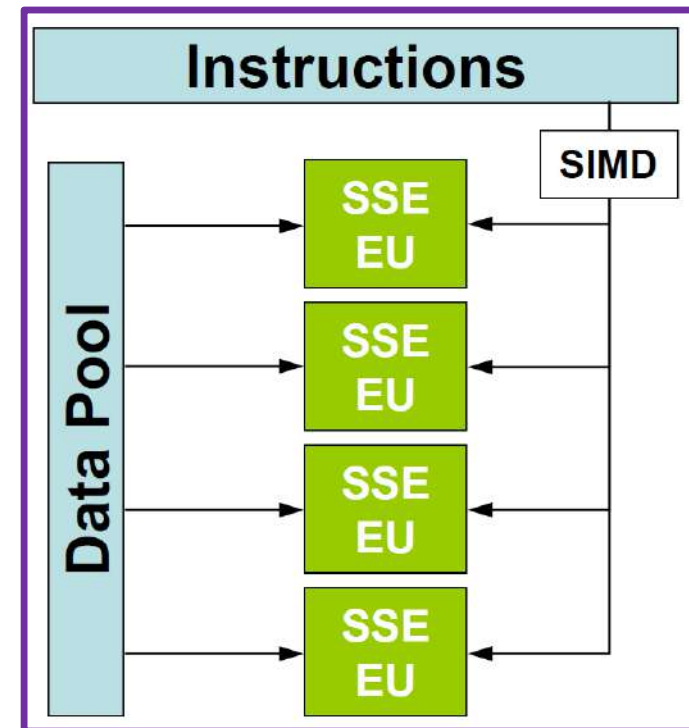 Instructions
SIMD
Data Pool
SSE
EU
SSE
EU
SSE
EU
SSE
EU